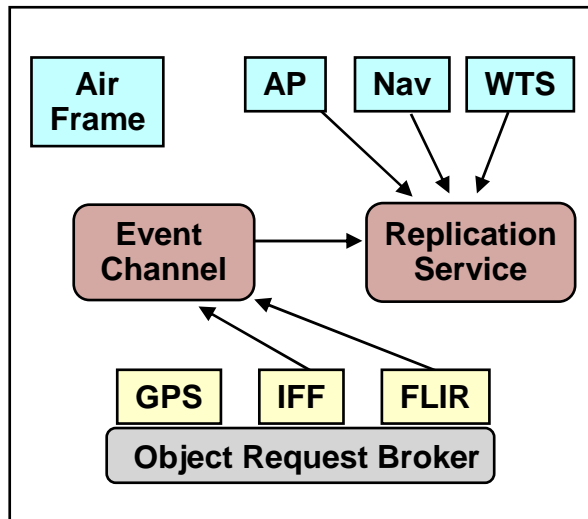 Air
Frame
AP
Nav
WTS
Event
Channel
Replication
Service
GPS
IFF
FLIR
Object Request Broker